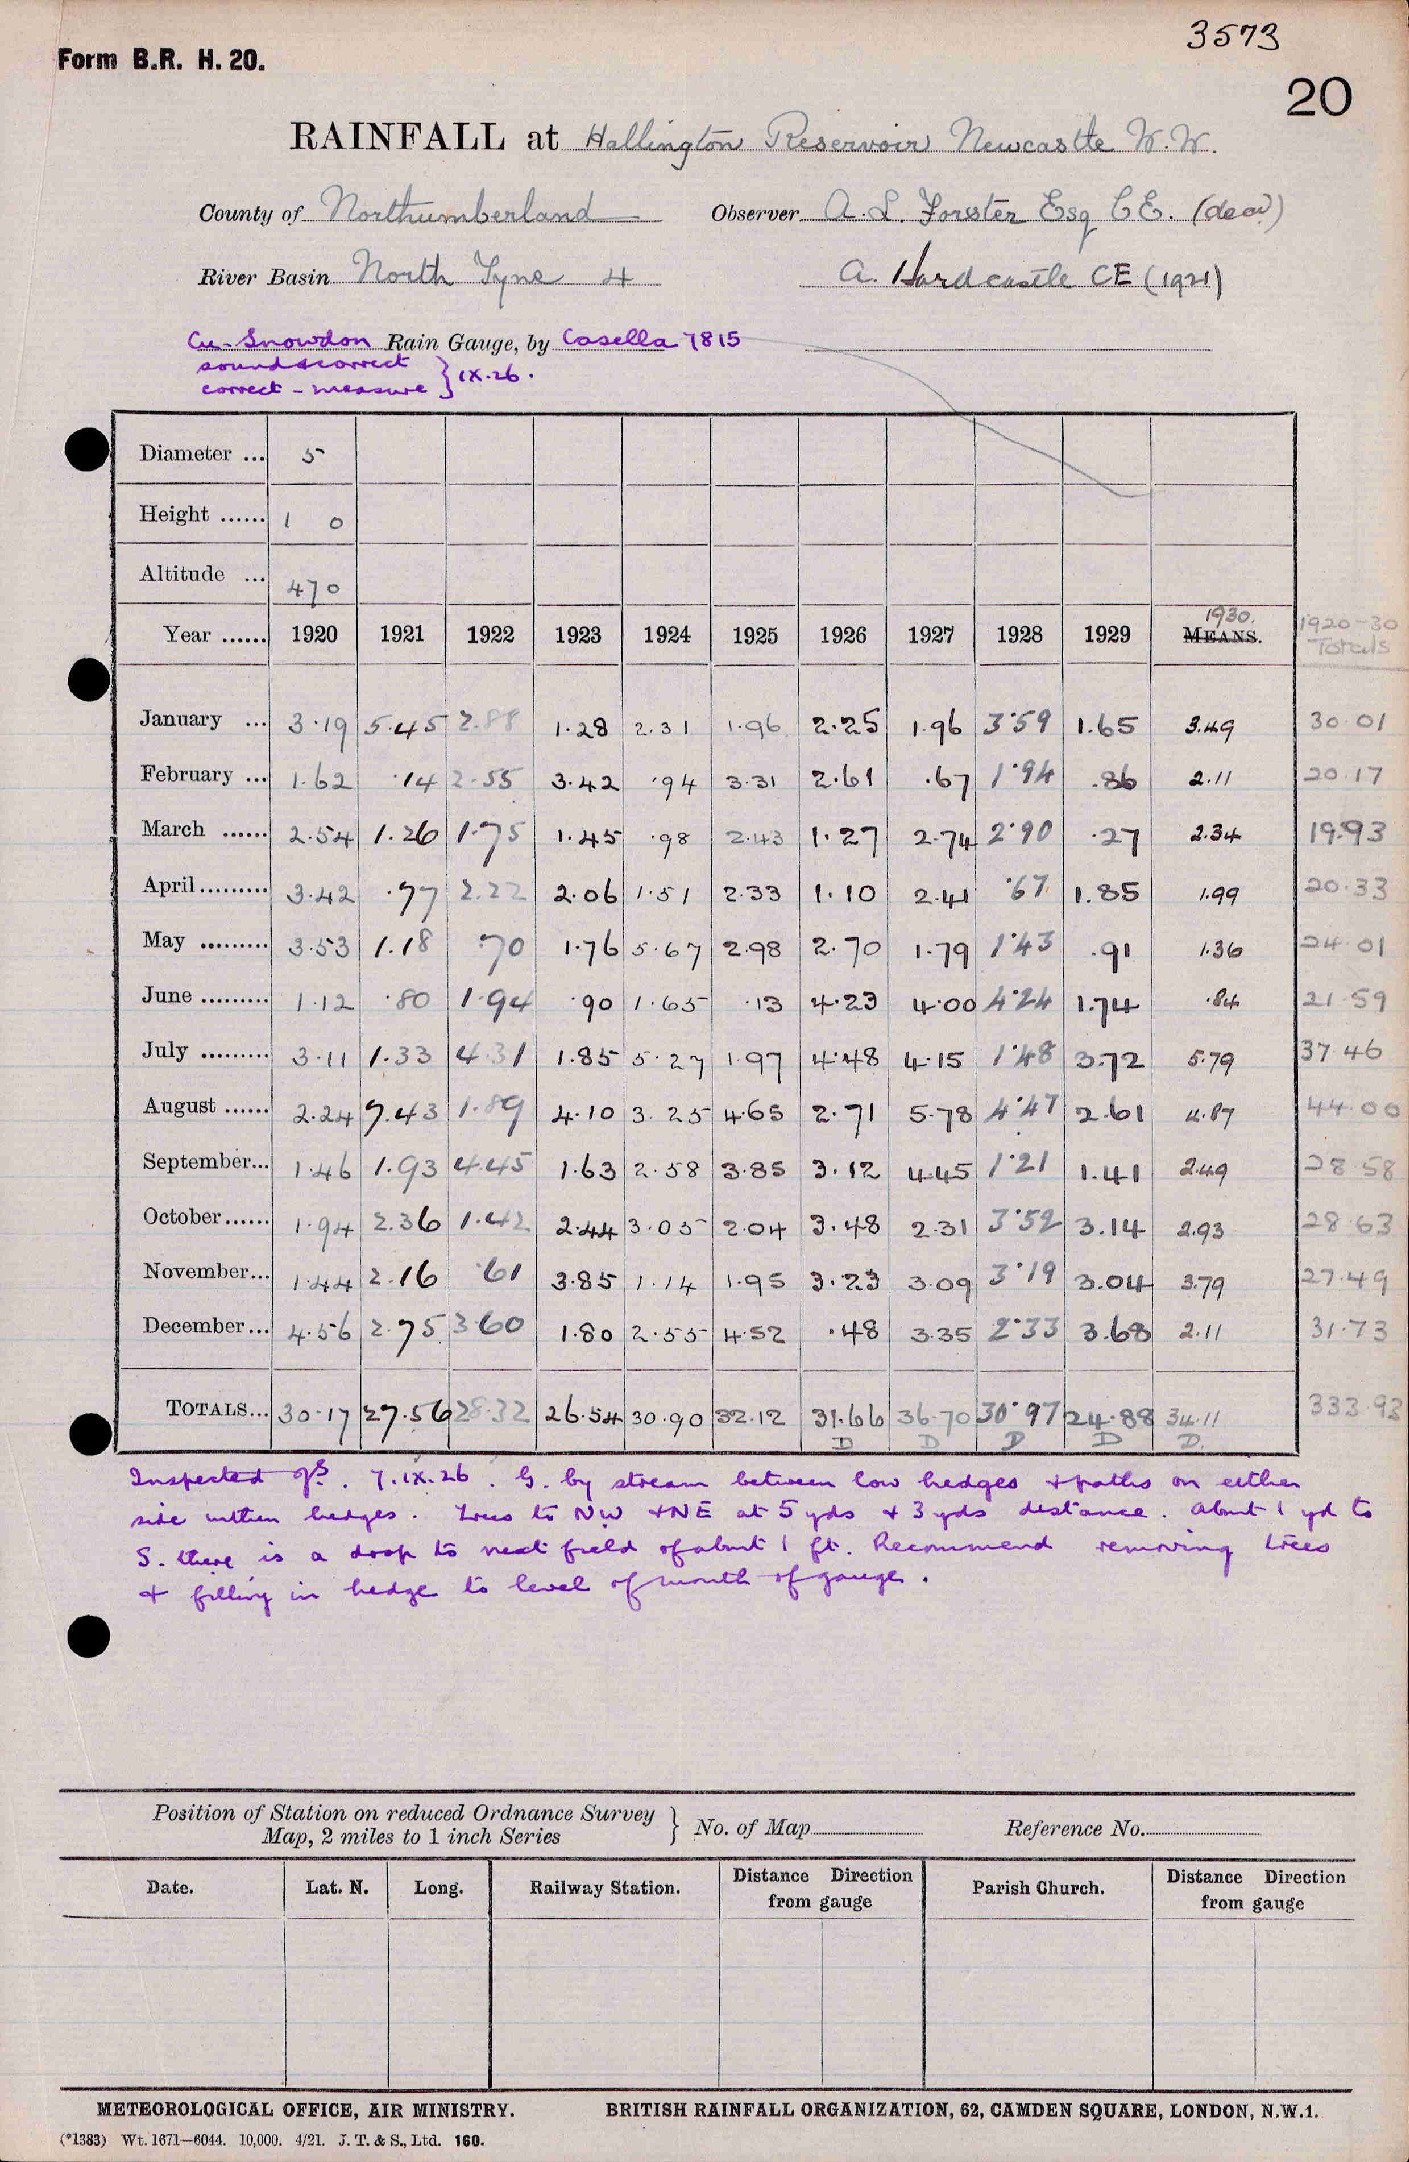 3573
Form B.R. H. 20.
20
RAINFALL at Hallington Reservoir Newcastle W.W.
County of Northumberland Observer A. L. Forster Esq C E. (dead)
River Basin North Tyne 4 A. Hardcastle CE (1921)
Cu-Snowdon Rain Gauge, by Casella 7815
sound & correct
correct - measure } IX.26.
Diameter ... 5
Height ...... 1 0
Altitude ... 470
1930. 1920-30
Year ...... 1920 1921 1922 1923 1924 1925 1926 1927 1928 1929 MEANS. Totals
January ... 3.19 5.45 2.88 1.28 2.31 1.96 2.25 1.96 3.59 1.65 3.49 30.01
February ... 1.62 .14 2.55 3.42 .94 3.31 2.61 .67 1.94 .86 2.11 20.17
March ...... 2.54 1.26 1.75 1.45 .98 2.43 1.27 2.74 2.90 .27 2.34 19.93
April ......... 3.42 .77 2.22 2.06 1.51 2.33 1.10 2.41 .67 1.85 1.99 20.33
May ......... 3.53 1.18 .70 1.76 5.67 2.98 2.70 1.79 1.43 .91 1.36 24.01
June ......... 1.12 .80 1.94 .90 1.65 .13 4.23 4.00 4.24 1.74 .84 21.59
July ......... 3.11 1.33 4.31 1.85 5.27 1.97 4.48 4.15 1.48 3.72 5.79 37.46
August ...... 2.24 7.43 1.89 4.10 3.25 4.65 2.71 5.78 4.47 2.61 4.87 44.00
September... 1.46 1.93 4.45 1.63 2.58 3.85 3.12 4.45 1.21 1.41 2.49 28.58
October...... 1.94 2.36 1.42 2.44 3.05 2.04 3.48 2.31 3.52 3.14 2.93 28.63
November... 1.44 2.16 .61 3.85 1.14 1.95 3.23 3.09 3.19 3.04 3.79 27.49
December... 4.56 2.75 3.60 1.80 2.55 4.52 .48 3.35 2.33 3.68 2.11 31.73
TOTALS... 30.17 27.56 28.32 26.54 30.90 32.12 31.66 36.70 30.97 24.88 34.11 333.93
D D D D D.
Inspected 7.IX.26. G. by stream between low hedges & paths on either
side within hedges. Trees to NW & NE at 5 yds & 3 yds distance. About 1 yd to
S. there is a drop to next field of about 1 ft. Recommend removing trees
& filling in hedge to level of mouth of gauge.
Position of Station on reduced Ordnance Survey
Map, 2 miles to 1 inch Series } No. of Map Reference No.
Date. Lat. N. Long. Railway Station. Distance Direction from gauge Parish Church. Distance Direction from gauge
METEOROLOGICAL OFFICE, AIR MINISTRY. BRITISH RAINFALL ORGANIZATION, 62, CAMDEN SQUARE, LONDON, N.W.1.
(*1383) Wt. 1671—6044. 10,000. 4/21. J. T. & S., Ltd. 160.